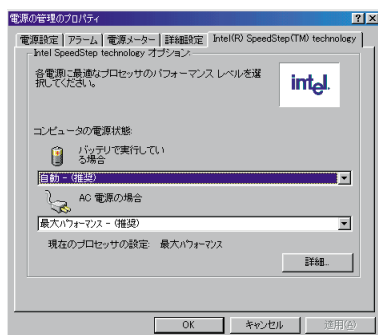 電源の管理のプロパティ
電源設定 アラーム 電源メーター 詳細設定 Intel(R) SpeedStep(TM) technology
Intel SpeedStep technology オプション
各電源に最適なプロセッサのパフォーマンス レベルを選
択してください。
intel.
コンピュータの電源状態:
バッテリで実行してい
る場合
自動 - (推奨)
AC 電源の場合
最大パフォーマンス - (推奨)
現在のプロセッサの設定: 最大パフォーマンス
詳細...
OK キャンセル 適用(A)